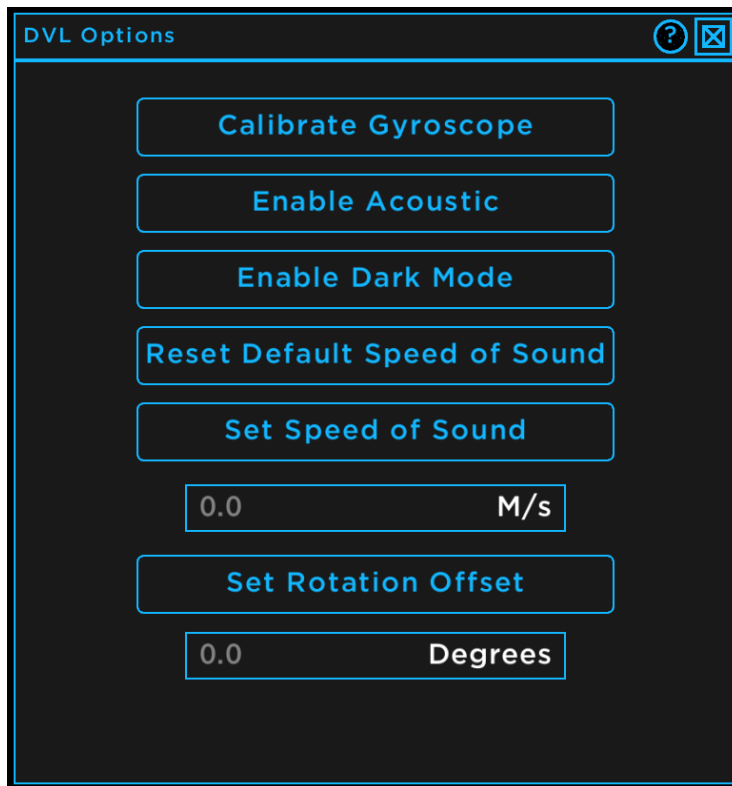 DVL Options
?
Calibrate Gyroscope
Enable Acoustic
Enable Dark Mode
Reset Default Speed of Sound
Set Speed of Sound
0.0 M/s
Set Rotation Offset
0.0 Degrees